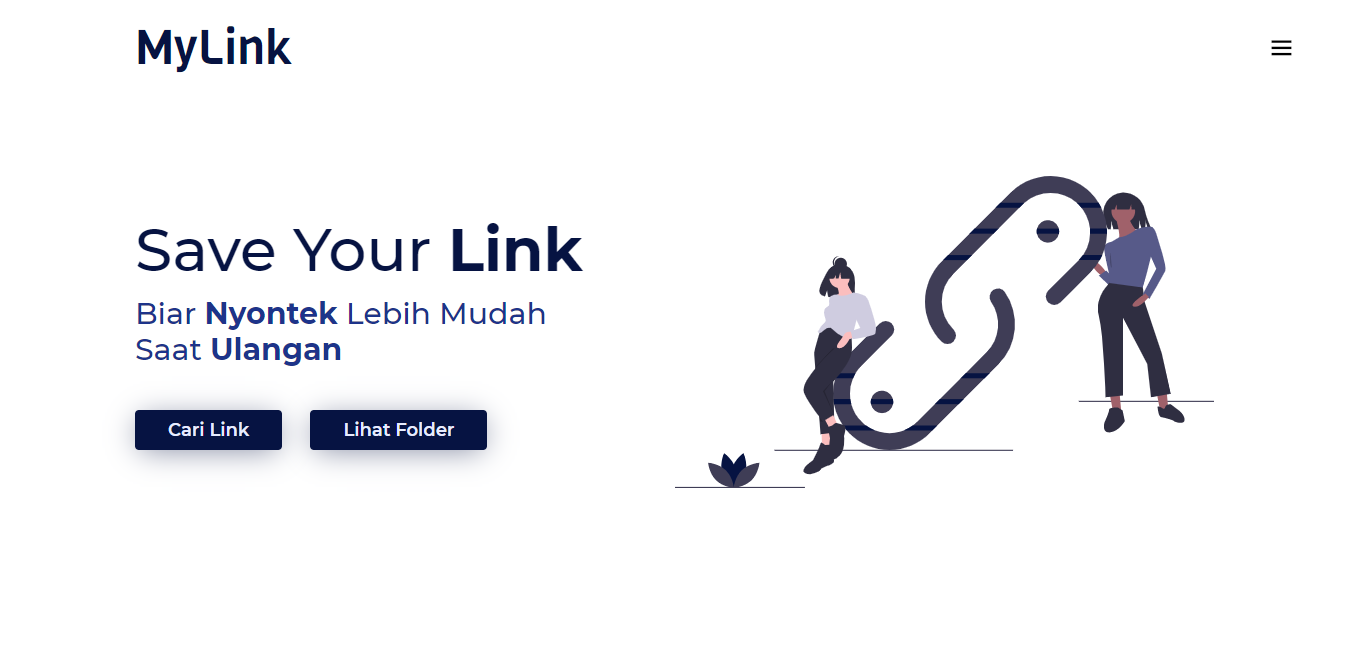 MyLink
Save Your Link
Biar Nyontek Lebih Mudah
Saat Ulangan
Cari Link
Lihat Folder